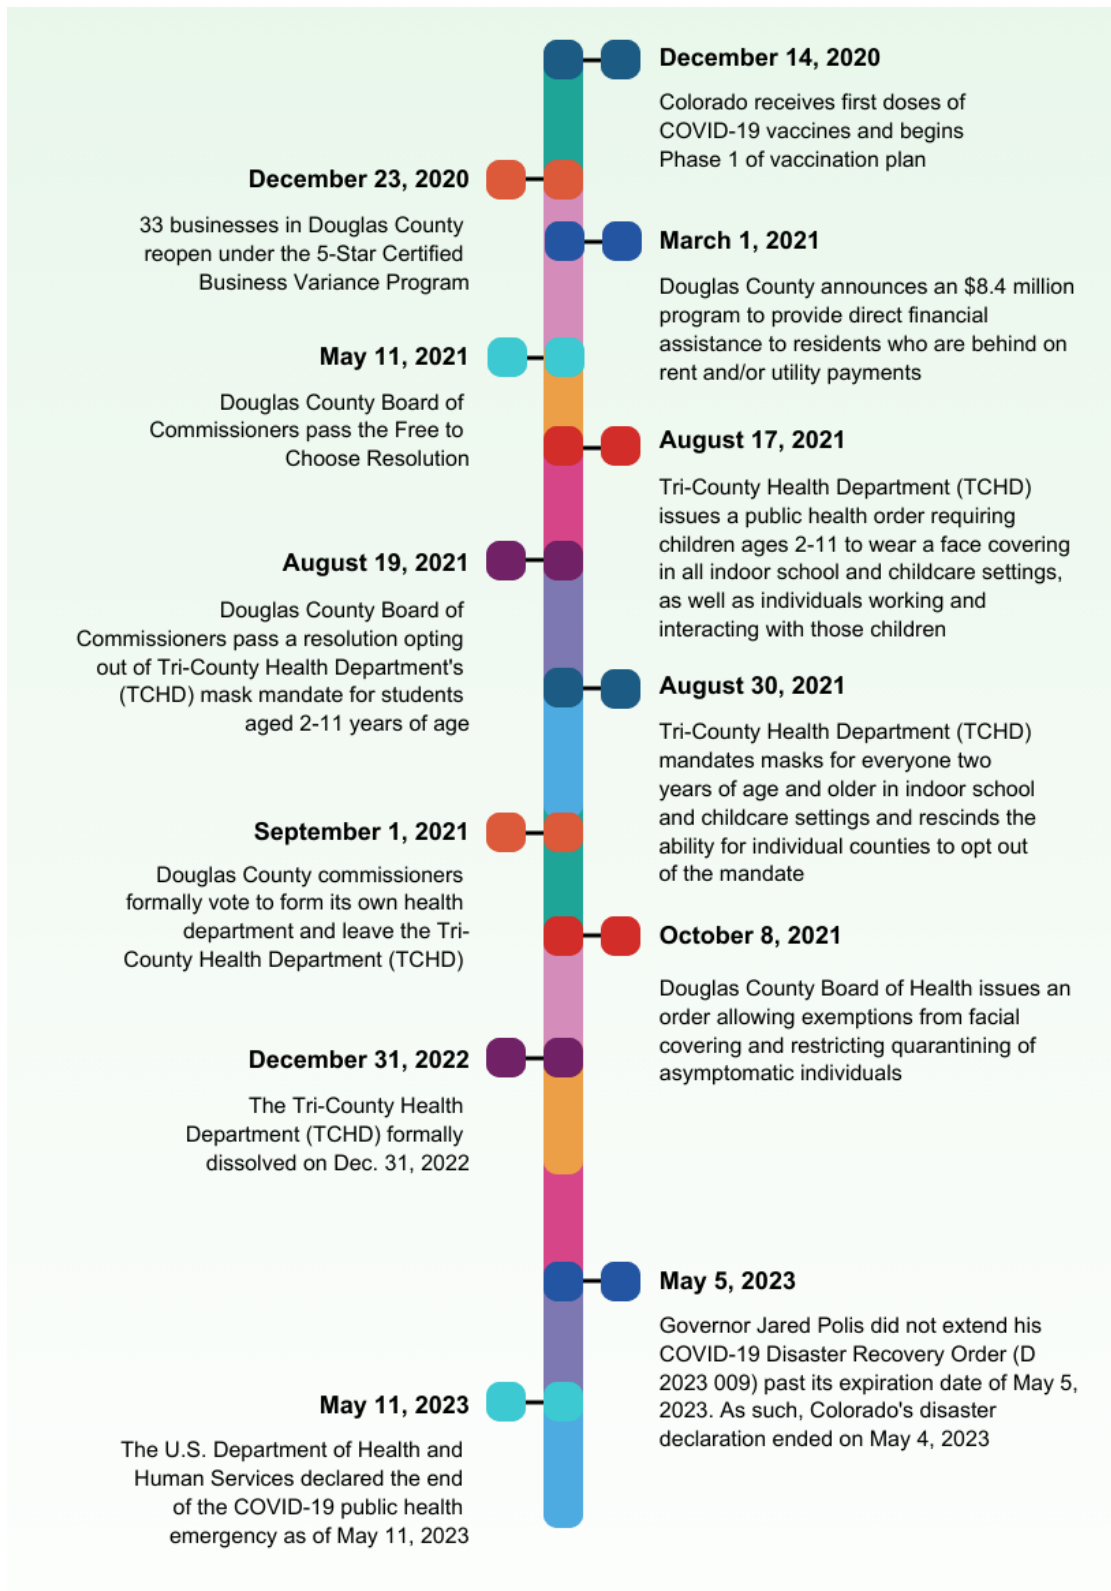 December 14, 2020
Colorado receives first doses of
COVID-19 vaccines and begins
Phase 1 of vaccination plan
December 23, 2020
33 businesses in Douglas County
reopen under the 5-Star Certified
Business Variance Program
March 1, 2021
Douglas County announces an $8.4 million
program to provide direct financial
assistance to residents who are behind on
rent and/or utility payments
May 11, 2021
Douglas County Board of
Commissioners pass the Free to
Choose Resolution
August 17, 2021
Tri-County Health Department (TCHD)
issues a public health order requiring
children ages 2-11 to wear a face covering
in all indoor school and childcare settings,
as well as individuals working and
interacting with those children
August 19, 2021
Douglas County Board of
Commissioners pass a resolution opting
out of Tri-County Health Department's
(TCHD) mask mandate for students
aged 2-11 years of age
August 30, 2021
Tri-County Health Department (TCHD)
mandates masks for everyone two
years of age and older in indoor school
and childcare settings and rescinds the
ability for individual counties to opt out
of the mandate
September 1, 2021
Douglas County commissioners
formally vote to form its own health
department and leave the Tri-
County Health Department (TCHD)
October 8, 2021
Douglas County Board of Health issues an
order allowing exemptions from facial
covering and restricting quarantining of
asymptomatic individuals
December 31, 2022
The Tri-County Health
Department (TCHD) formally
dissolved on Dec. 31, 2022
May 5, 2023
Governor Jared Polis did not extend his
COVID-19 Disaster Recovery Order (D
2023 009) past its expiration date of May 5,
2023. As such, Colorado's disaster
declaration ended on May 4, 2023
May 11, 2023
The U.S. Department of Health and
Human Services declared the end
of the COVID-19 public health
emergency as of May 11, 2023